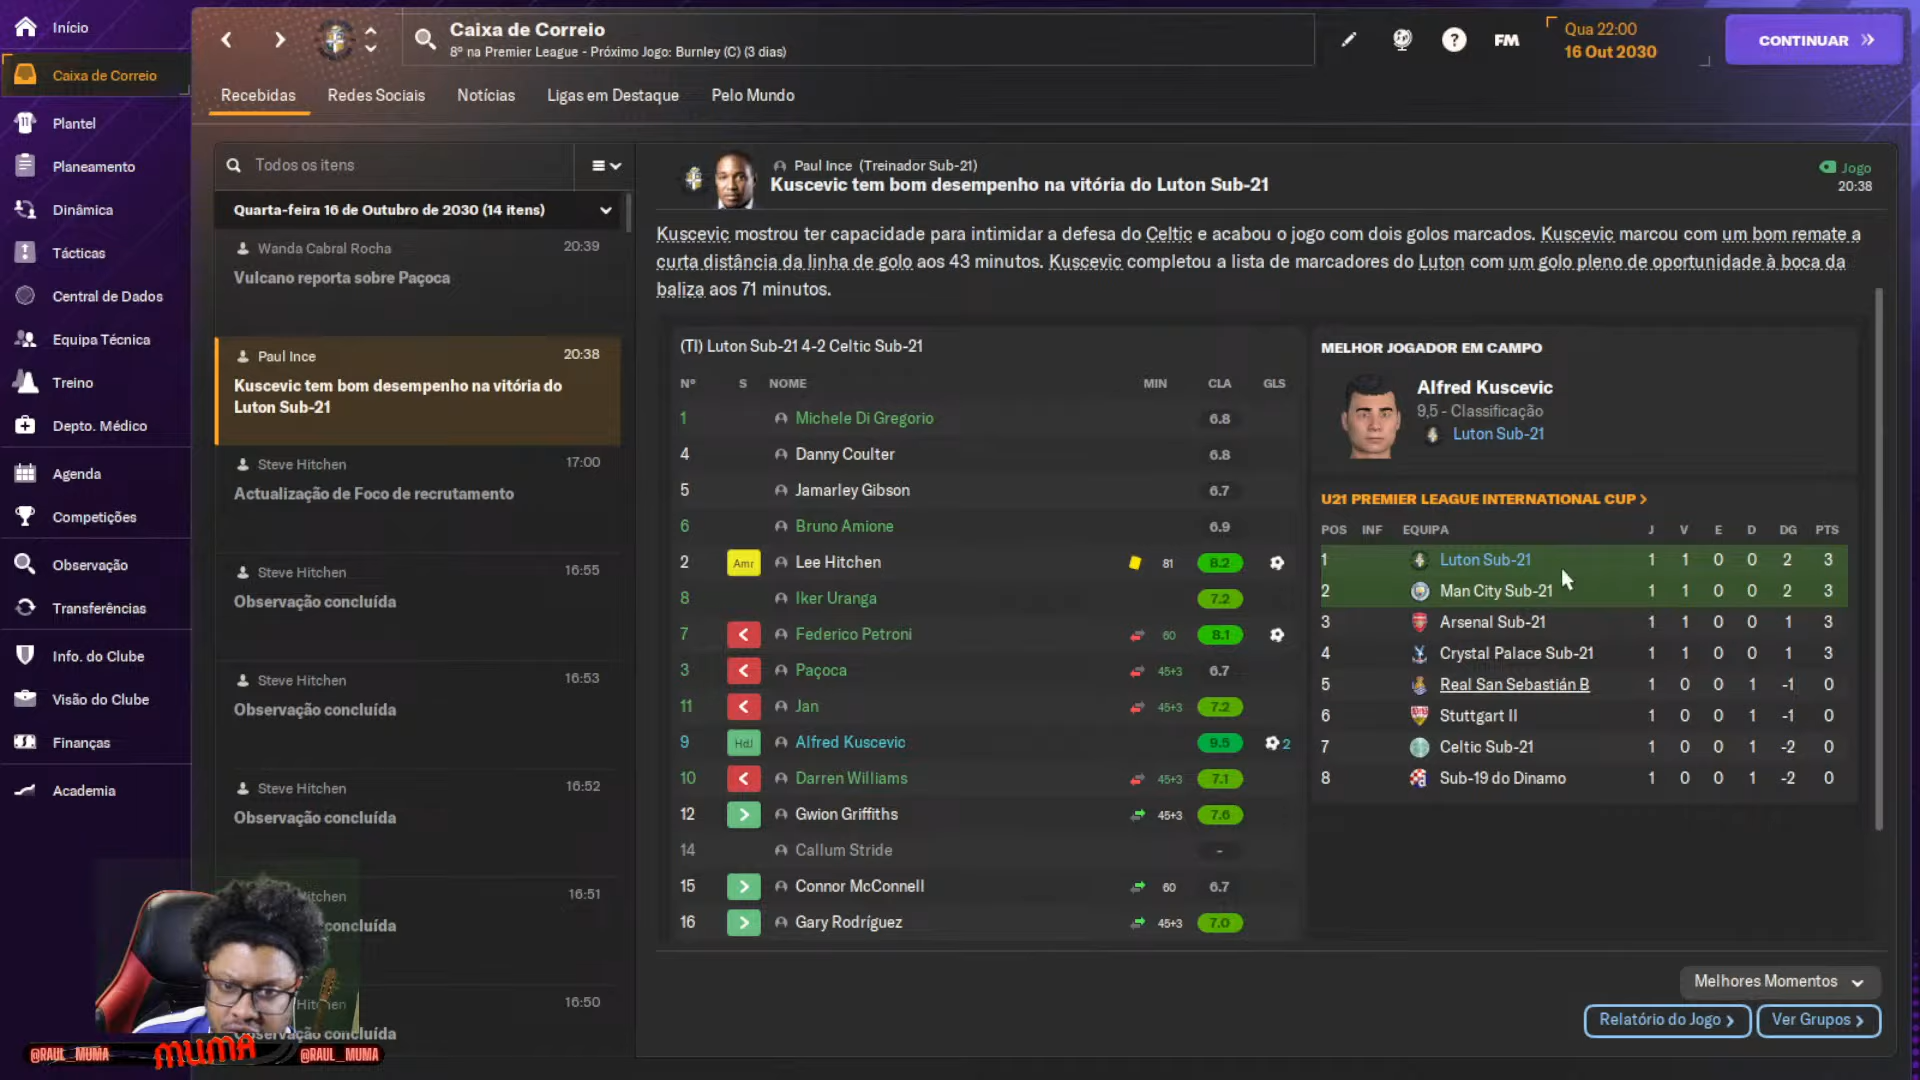 Início
Caixa de Correio
Plantel
Planeamento
Dinâmica
Tácticas
Central de Dados
Equipa Técnica
Treino
Depto. Médico
Agenda
Competições
Observação
Transferências
Info. do Clube
Visão do Clube
Finanças
Academia
Caixa de Correio
8º na Premier League - Próximo Jogo: Burnley (C) (3 dias)
FM
Qua 22:00
16 Out 2030
CONTINUAR
Recebidas Redes Sociais Notícias Ligas em Destaque Pelo Mundo
Todos os itens
Quarta-feira 16 de Outubro de 2030 (14 itens)
Wanda Cabral Rocha 20:39
Vulcano reporta sobre Paçoca
Paul Ince 20:38
Kuscevic tem bom desempenho na vitória do
Luton Sub-21
Steve Hitchen 17:00
Actualização de Foco de recrutamento
Steve Hitchen 16:55
Observação concluída
Steve Hitchen 16:53
Observação concluída
Steve Hitchen 16:52
Observação concluída
16:51
16:50
@RAUL_MUMA MUMA @RAUL_MUMA
Paul Ince (Treinador Sub-21)
Kuscevic tem bom desempenho na vitória do Luton Sub-21
Jogo
20:38
Kuscevic mostrou ter capacidade para intimidar a defesa do Celtic e acabou o jogo com dois golos marcados. Kuscevic marcou com um bom remate a
curta distância da linha de golo aos 43 minutos. Kuscevic completou a lista de marcadores do Luton com um golo pleno de oportunidade à boca da
baliza aos 71 minutos.
(TI) Luton Sub-21 4-2 Celtic Sub-21
Nº S NOME MIN CLA GLS
1 Michele Di Gregorio 6.8
4 Danny Coulter 6.8
5 Jamarley Gibson 6.7
6 Bruno Amione 6.9
2 Amr Lee Hitchen 81 8.2
8 Iker Uranga 7.2
7 Federico Petroni 60 8.1
3 Paçoca 45+3 6.7
11 Jan 45+3 7.2
9 HdJ Alfred Kuscevic 9.5 2
10 Darren Williams 45+3 7.1
12 Gwion Griffiths 45+3 7.6
14 Callum Stride -
15 Connor McConnell 60 6.7
16 Gary Rodríguez 45+3 7.0
MELHOR JOGADOR EM CAMPO
Alfred Kuscevic
9,5 - Classificação
Luton Sub-21
U21 PREMIER LEAGUE INTERNATIONAL CUP >
POS INF EQUIPA J V E D DG PTS
1 Luton Sub-21 1 1 0 0 2 3
2 Man City Sub-21 1 1 0 0 2 3
3 Arsenal Sub-21 1 1 0 0 1 3
4 Crystal Palace Sub-21 1 1 0 0 1 3
5 Real San Sebastián B 1 0 0 1 -1 0
6 Stuttgart II 1 0 0 1 -1 0
7 Celtic Sub-21 1 0 0 1 -2 0
8 Sub-19 do Dinamo 1 0 0 1 -2 0
Melhores Momentos
Relatório do Jogo >
Ver Grupos >